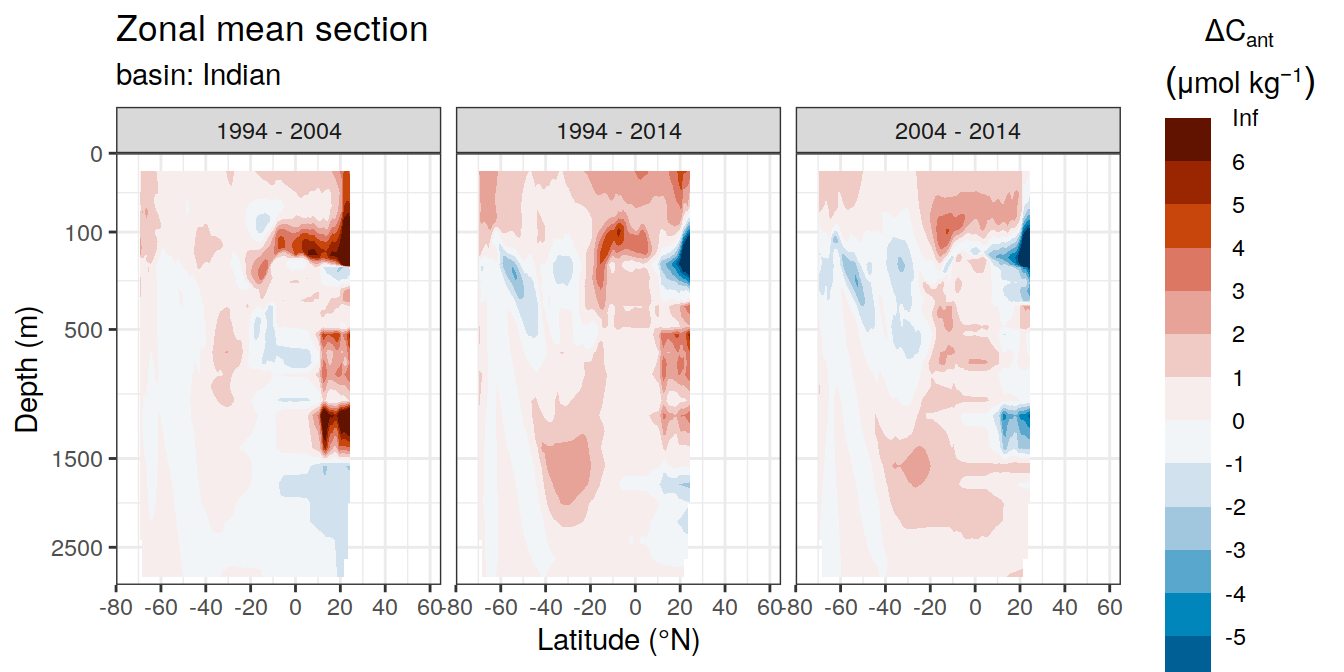 Zonal mean section
basin: Indian
ΔCant
(μmol kg⁻¹)
1994 - 2004
1994 - 2014
2004 - 2014
Depth (m)
0
100
500
1500
2500
-80 -60 -40 -20 0 20 40 60
-80 -60 -40 -20 0 20 40 60
-80 -60 -40 -20 0 20 40 60
Latitude (°N)
Inf
6
5
4
3
2
1
0
-1
-2
-3
-4
-5